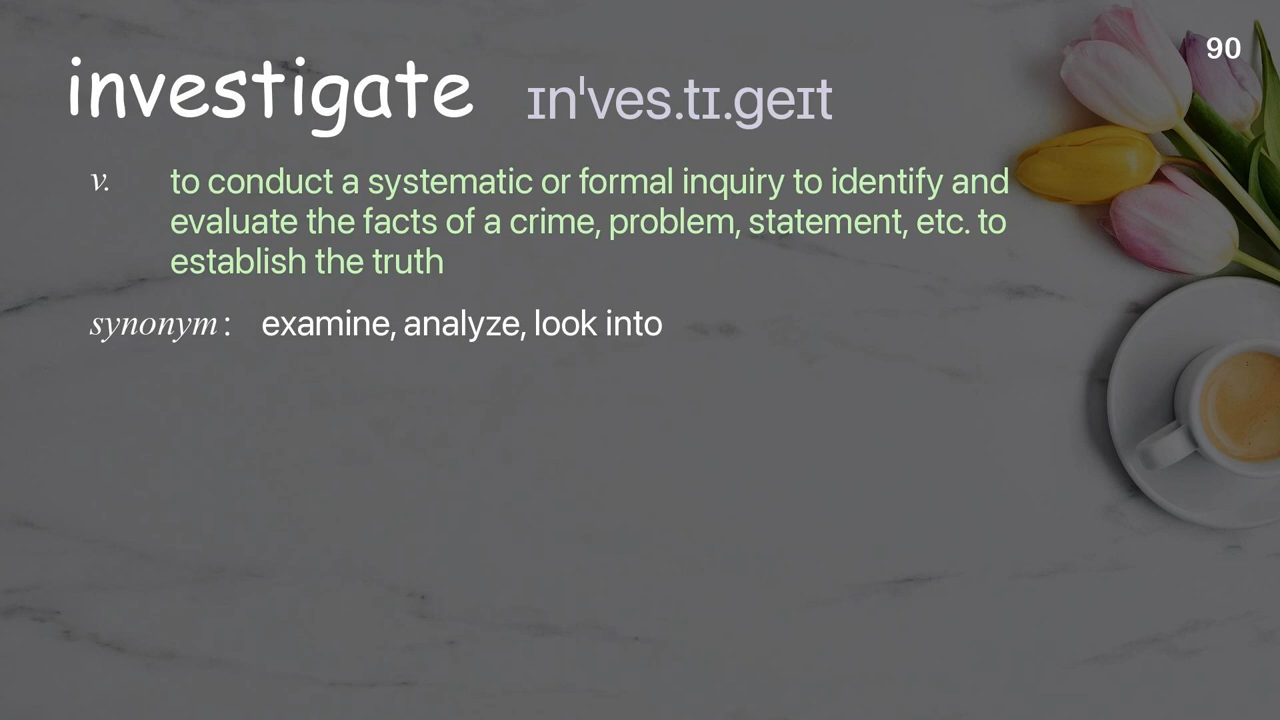 90
investigate ɪnˈves.tɪ.geɪt
v. to conduct a systematic or formal inquiry to identify and
evaluate the facts of a crime, problem, statement, etc. to
establish the truth
synonym: examine, analyze, look into